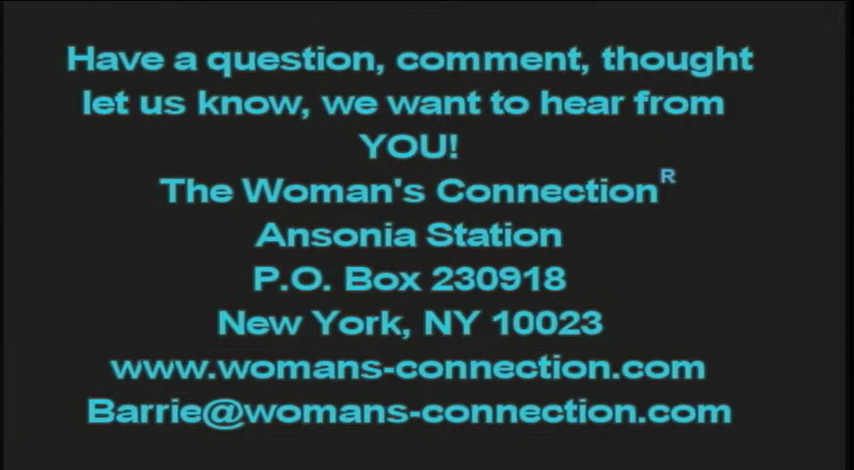 Have a question, comment, thought
let us know, we want to hear from
YOU!
The Woman's Connection R
Ansonia Station
P.O. Box 230918
New York, NY 10023
www.womans-connection.com
Barrie@womans-connection.com